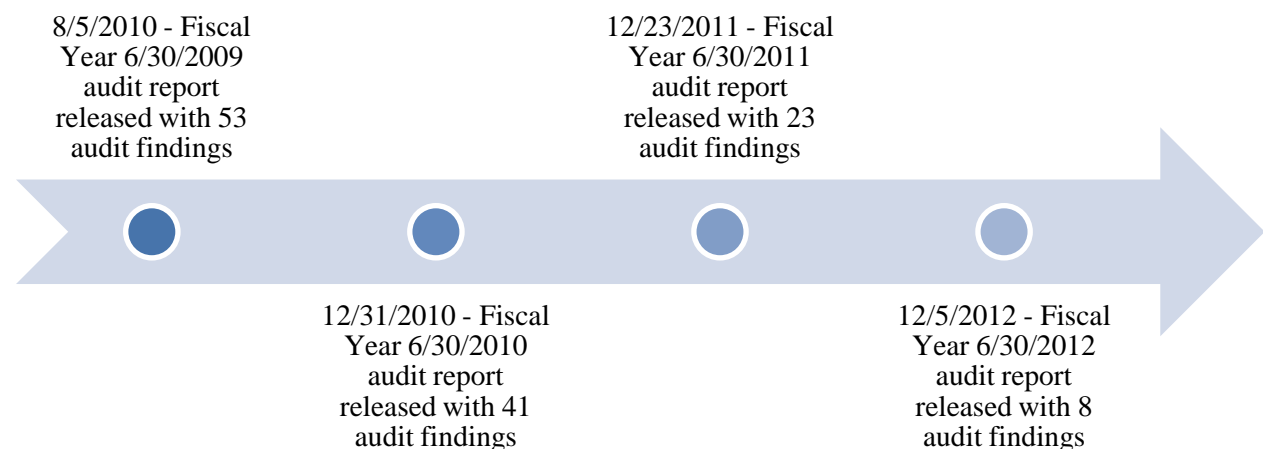 8/5/2010 - Fiscal
Year 6/30/2009
audit report
released with 53
audit findings
12/31/2010 - Fiscal
Year 6/30/2010
audit report
released with 41
audit findings
12/23/2011 - Fiscal
Year 6/30/2011
audit report
released with 23
audit findings
12/5/2012 - Fiscal
Year 6/30/2012
audit report
released with 8
audit findings